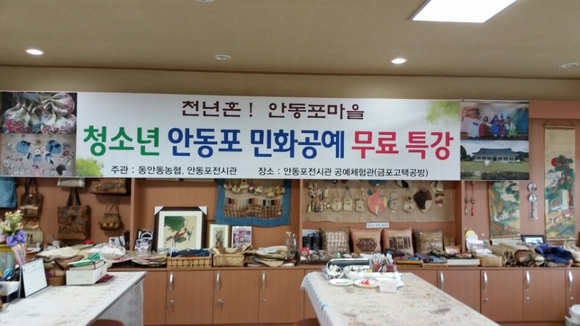 천년혼! 안동포마을
청소년 안동포 민화공예 무료 특강
주관 : 동안동농협, 안동포전시관 장소 : 안동포전시관 공예체험관(금포고택공방)